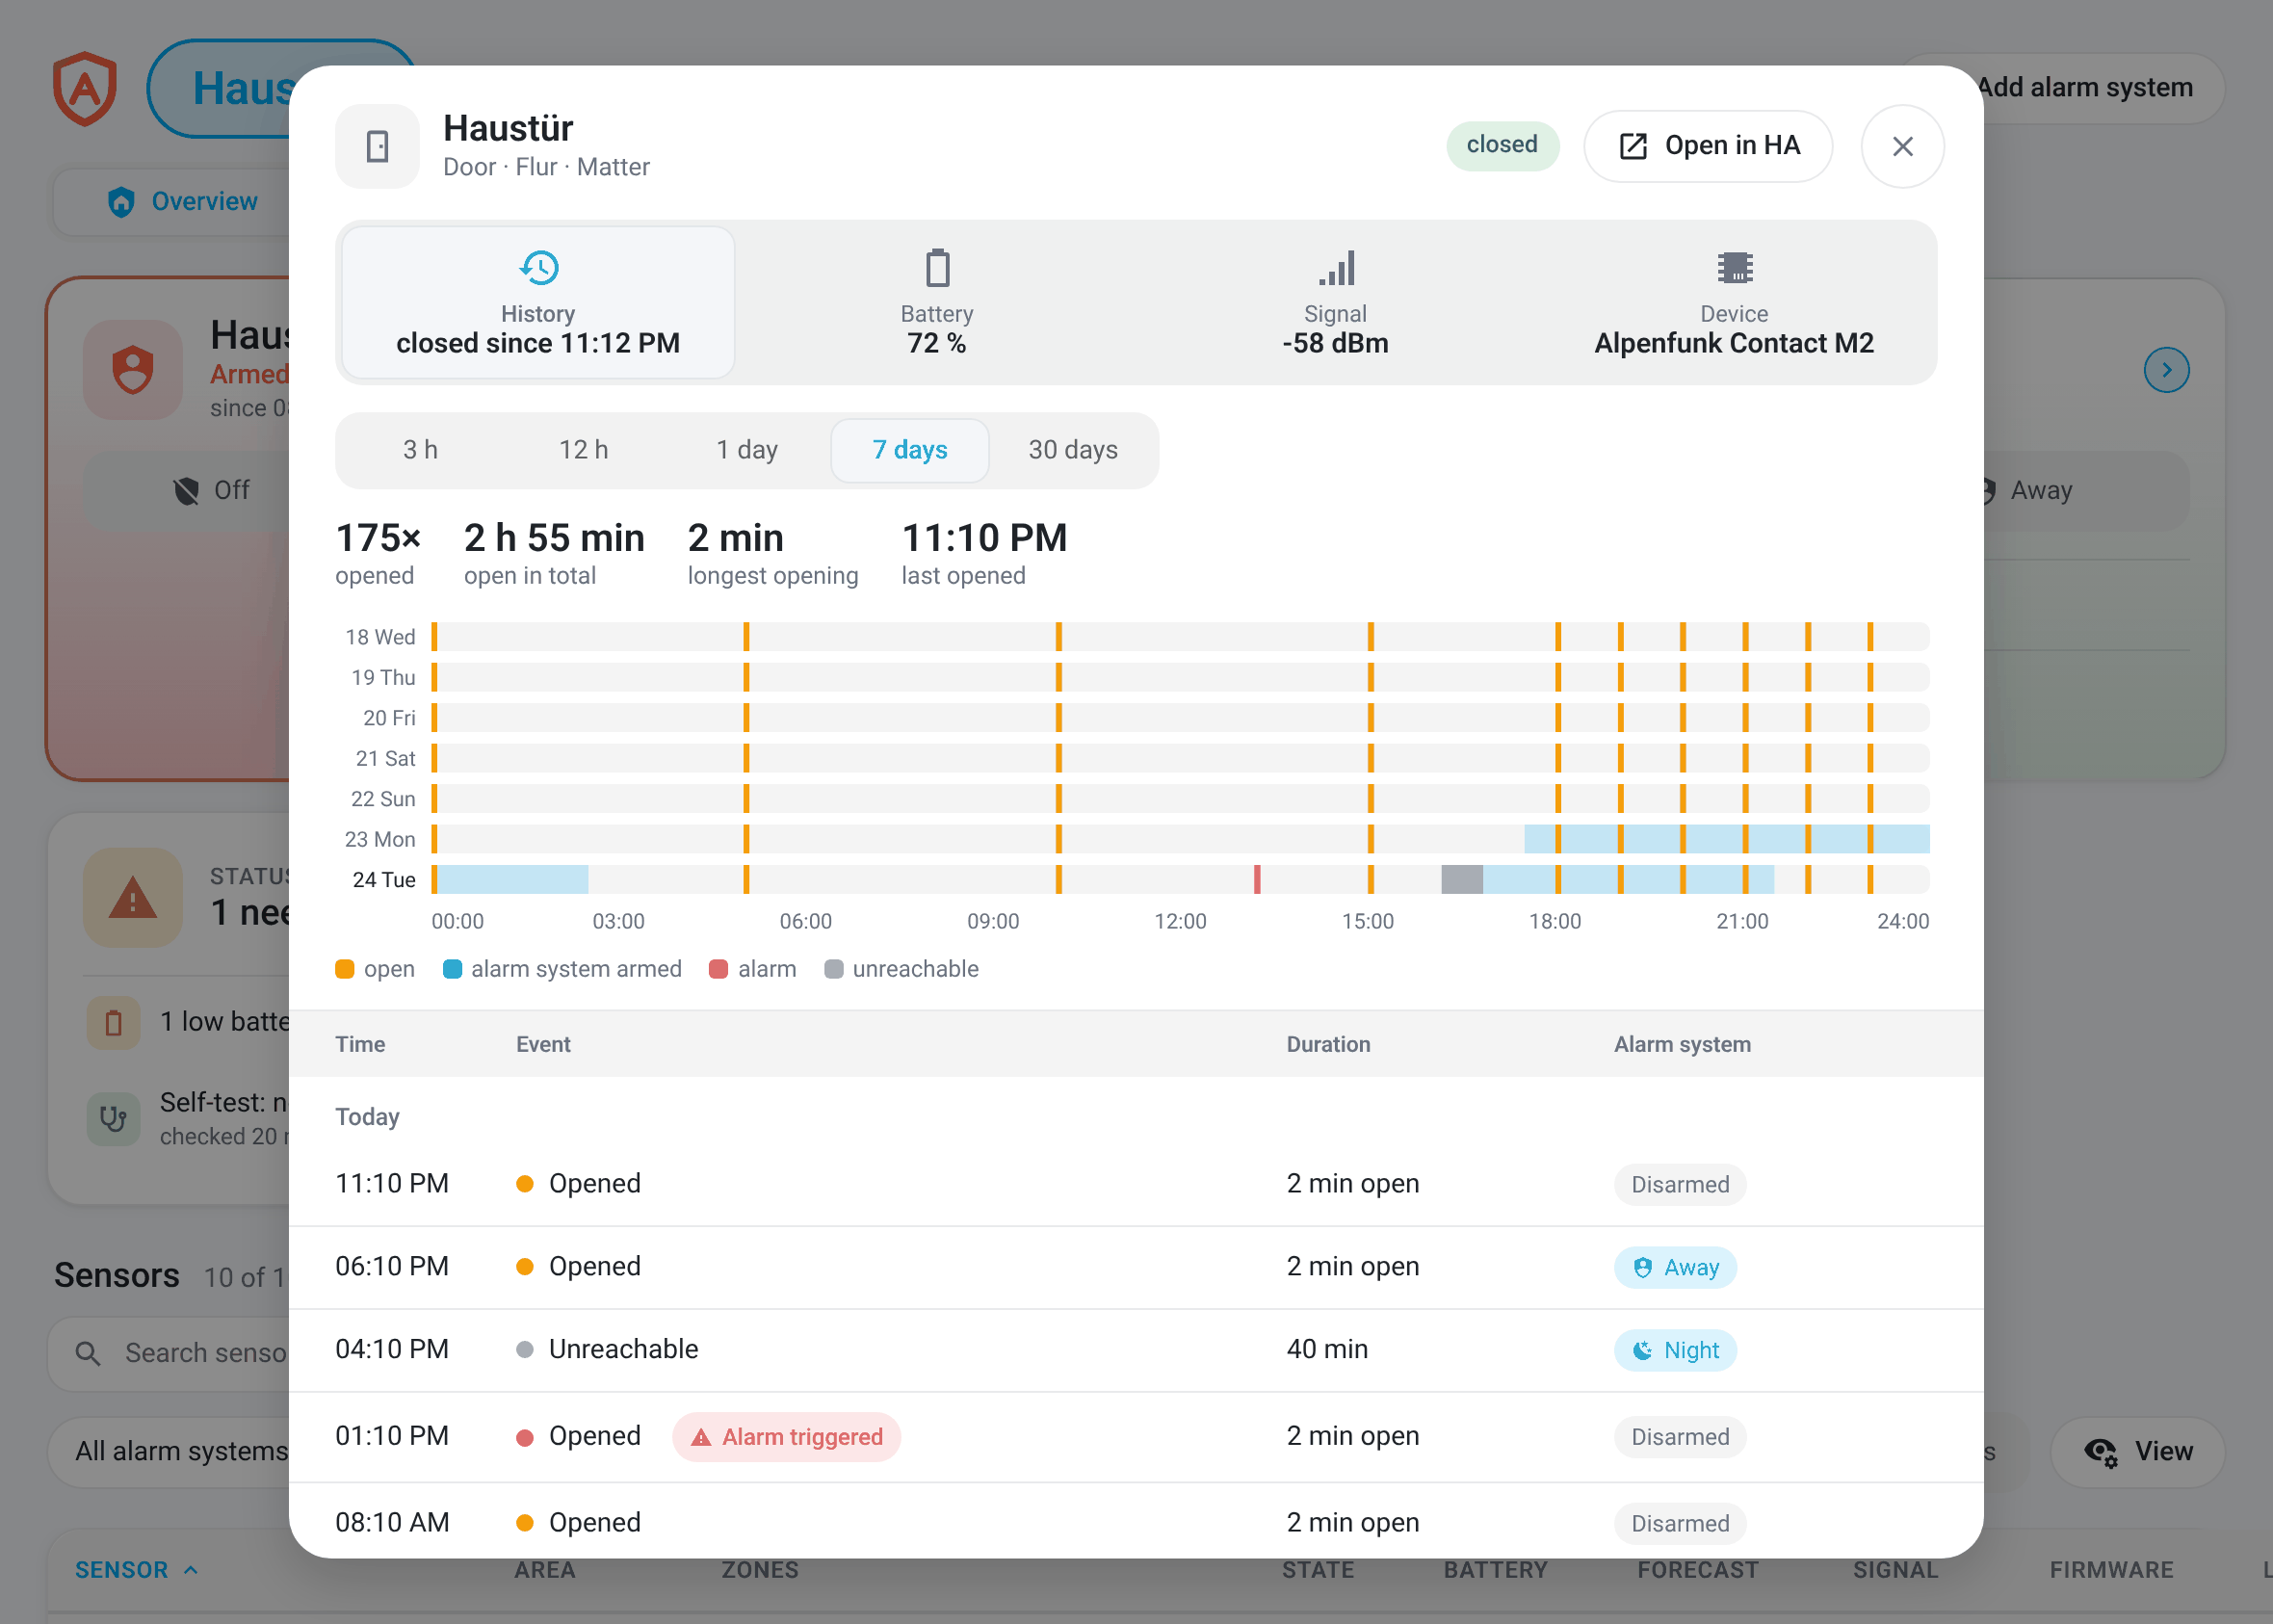 Haus
Add alarm system
Overview
Haustür
Door · Flur · Matter
closed
Open in HA
History
closed since 11:12 PM
Battery
72 %
Signal
-58 dBm
Device
Alpenfunk Contact M2
Haus
Armed
since 0
Off
Away
3 h
12 h
1 day
7 days
30 days
175×
opened
2 h 55 min
open in total
2 min
longest opening
11:10 PM
last opened
18 Wed
19 Thu
20 Fri
21 Sat
22 Sun
23 Mon
24 Tue
00:00 03:00 06:00 09:00 12:00 15:00 18:00 21:00 24:00
open alarm system armed alarm unreachable
STATUS
1 nee
1 low batte
Self-test: n
checked 20
Time Event Duration Alarm system
Today
11:10 PM Opened 2 min open Disarmed
06:10 PM Opened 2 min open Away
04:10 PM Unreachable 40 min Night
01:10 PM Opened Alarm triggered 2 min open Disarmed
08:10 AM Opened 2 min open Disarmed
Sensors 10 of 1
Search senso
All alarm systems
s
View
SENSOR AREA ZONES STATE BATTERY FORECAST SIGNAL FIRMWARE L